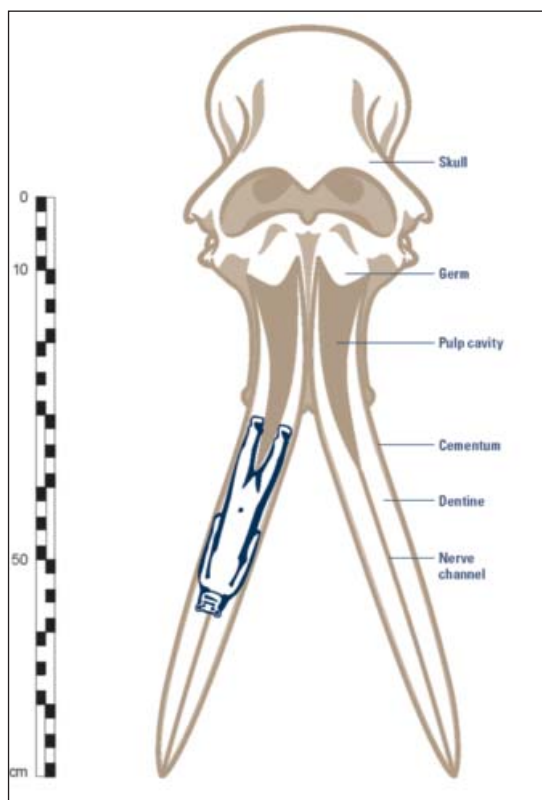 Skull
0
10
Germ
Pulp cavity
Cementum
Dentine
50
Nerve
channel
cm